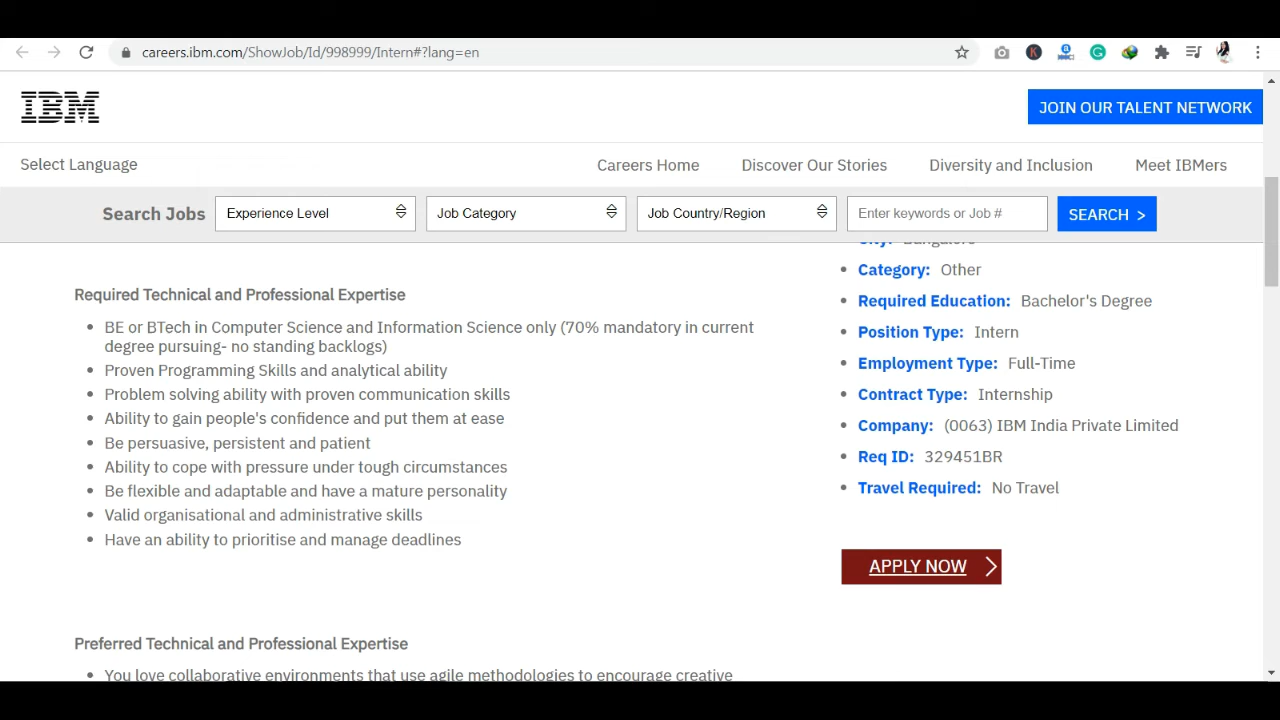 careers.ibm.com/ShowJob/Id/998999/Intern#?lang=en
IBM
JOIN OUR TALENT NETWORK
Select Language
Careers Home
Discover Our Stories
Diversity and Inclusion
Meet IBMers
Search Jobs
Experience Level
Job Category
Job Country/Region
Enter keywords or Job #
SEARCH >
Required Technical and Professional Expertise
• BE or BTech in Computer Science and Information Science only (70% mandatory in current
degree pursuing- no standing backlogs)
• Proven Programming Skills and analytical ability
• Problem solving ability with proven communication skills
• Ability to gain people's confidence and put them at ease
• Be persuasive, persistent and patient
• Ability to cope with pressure under tough circumstances
• Be flexible and adaptable and have a mature personality
• Valid organisational and administrative skills
• Have an ability to prioritise and manage deadlines
Preferred Technical and Professional Expertise
• You love collaborative environments that use agile methodologies to encourage creative
City: Bangalore
• Category: Other
• Required Education: Bachelor's Degree
• Position Type: Intern
• Employment Type: Full-Time
• Contract Type: Internship
• Company: (0063) IBM India Private Limited
• Req ID: 329451BR
• Travel Required: No Travel
APPLY NOW